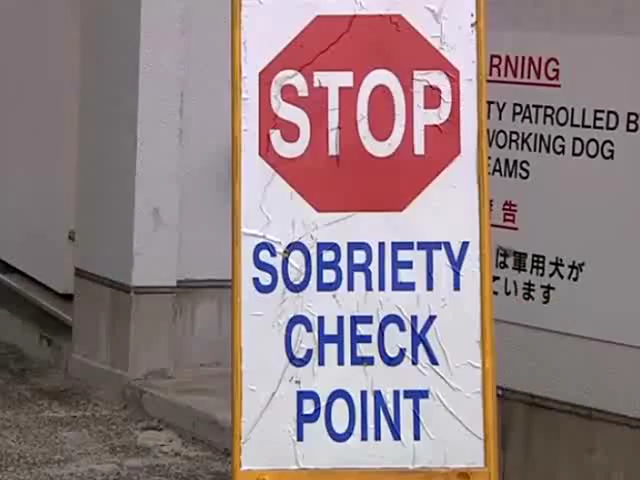 STOP
SOBRIETY
CHECK
POINT
RNING
TY PATROLLED B
WORKING DOG
EAMS
告
は軍用犬が
ています